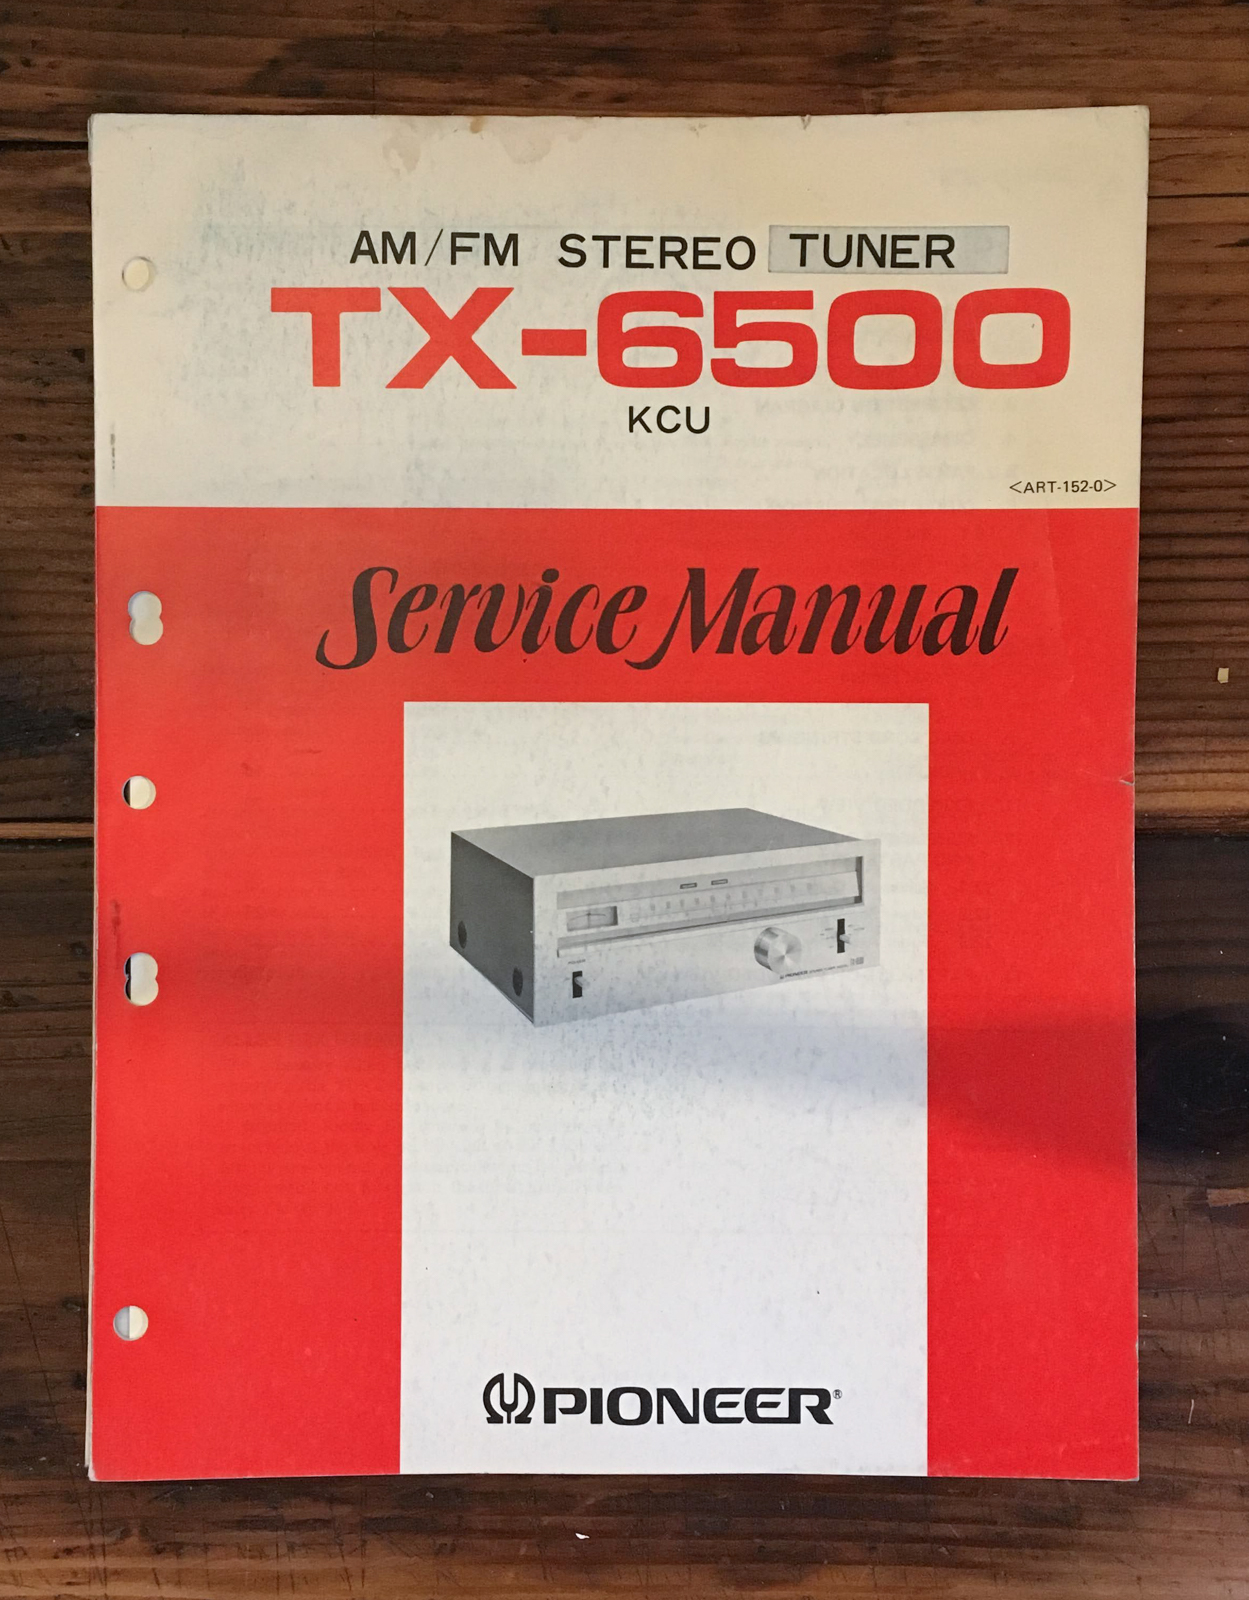 AM/FM STEREO TUNER
TX-6500
KCU
<ART-152-0>
Service Manual
PIONEER®